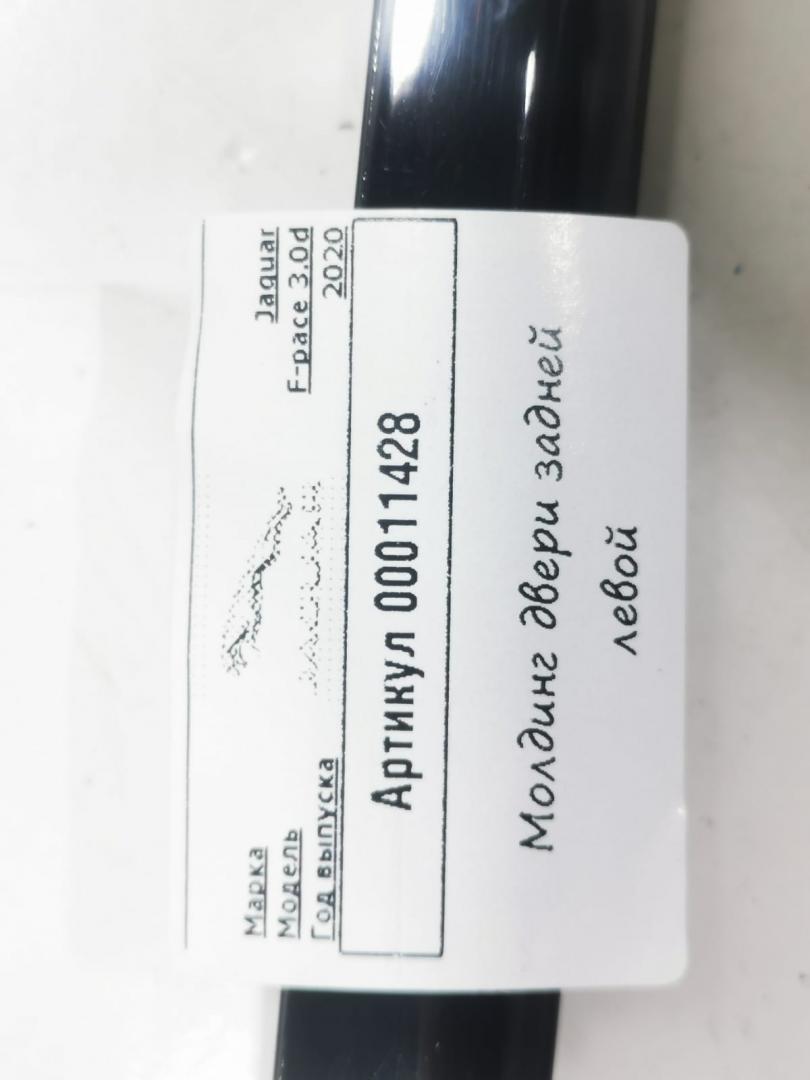 Марка Jaguar
Модель F-pace 3.0d
Год выпуска 2020
Артикул 00011428
Молдинг двери задней
левой